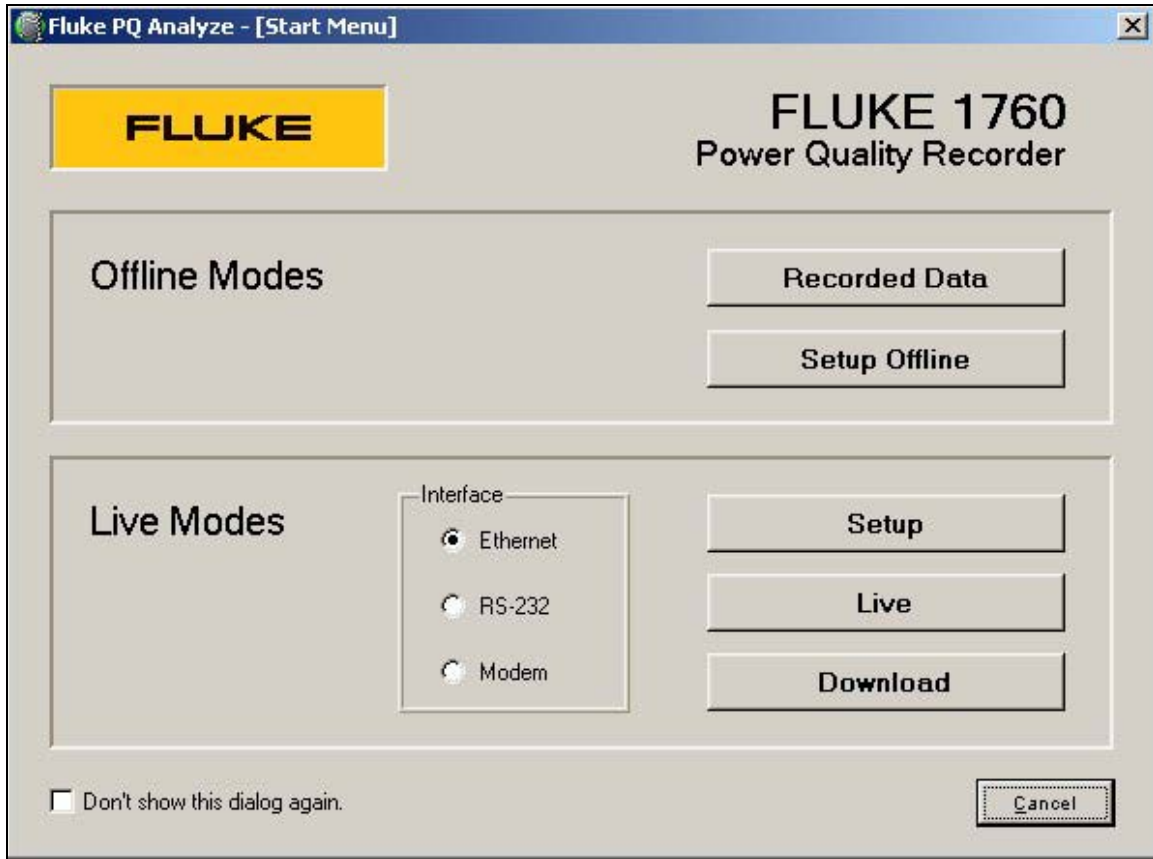 Fluke PQ Analyze - [Start Menu]
FLUKE
FLUKE 1760
Power Quality Recorder
Offline Modes
Recorded Data
Setup Offline
Live Modes
Interface
Ethernet
RS-232
Modem
Setup
Live
Download
Don't show this dialog again.
Cancel